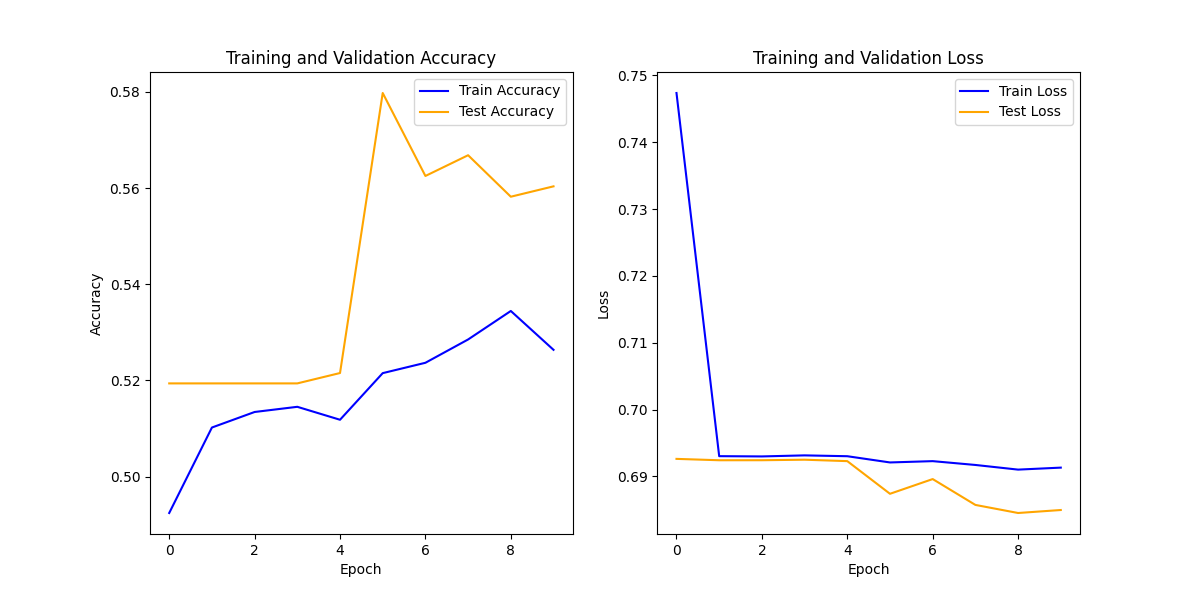 Training and Validation Accuracy
Train Accuracy
Test Accuracy
0.58
0.56
0.54
0.52
0.50
Accuracy
0 2 4 6 8
Epoch
Training and Validation Loss
Train Loss
Test Loss
0.75
0.74
0.73
0.72
0.71
0.70
0.69
Loss
0 2 4 6 8
Epoch